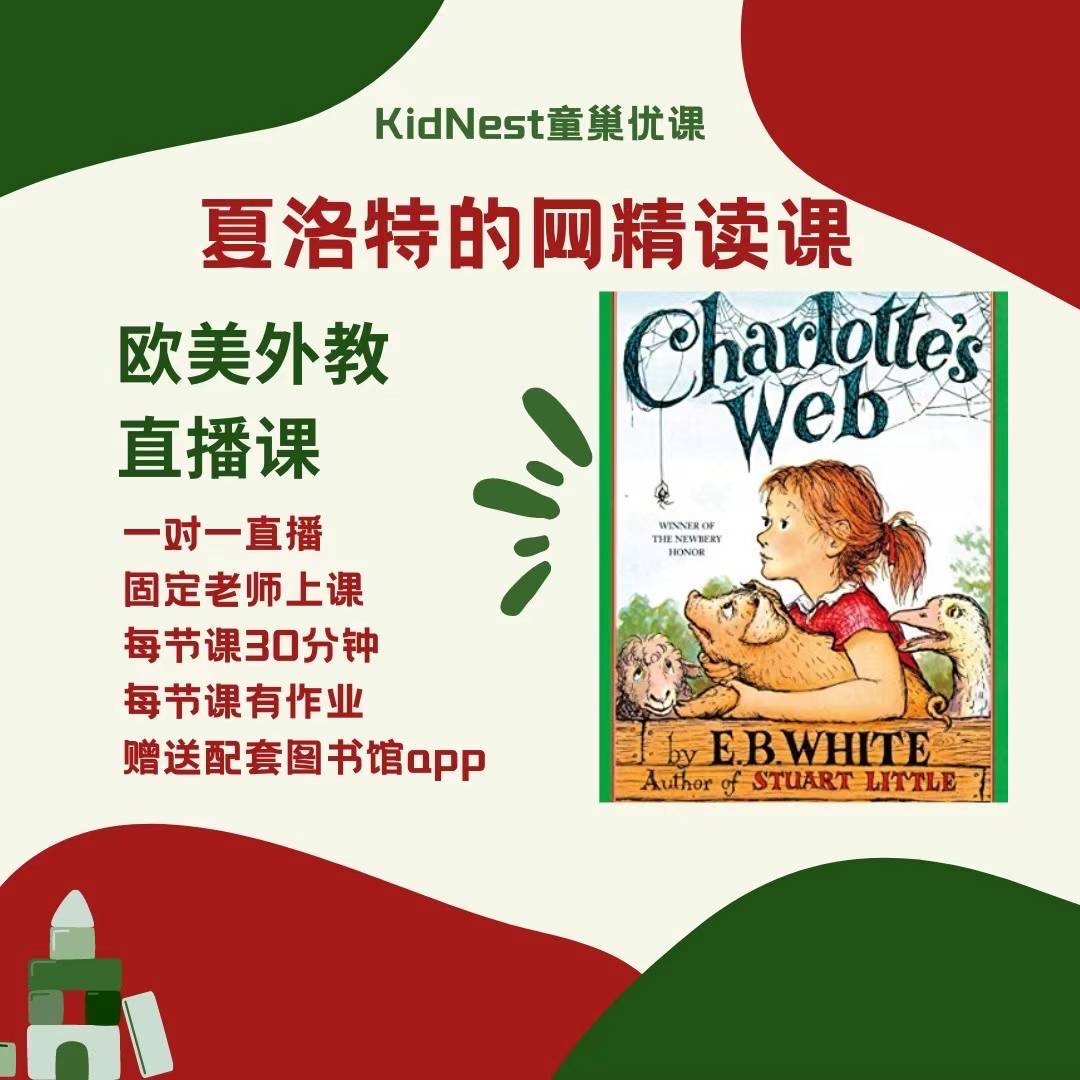 KidNest童巢优课
夏洛特的网精读课
欧美外教
直播课
一对一直播
固定老师上课
每节课30分钟
每节课有作业
赠送配套图书馆app
Charlotte's
Web
WINNER OF
THE NEWBERY
HONOR
by E.B.WHITE
Author of STUART LITTLE